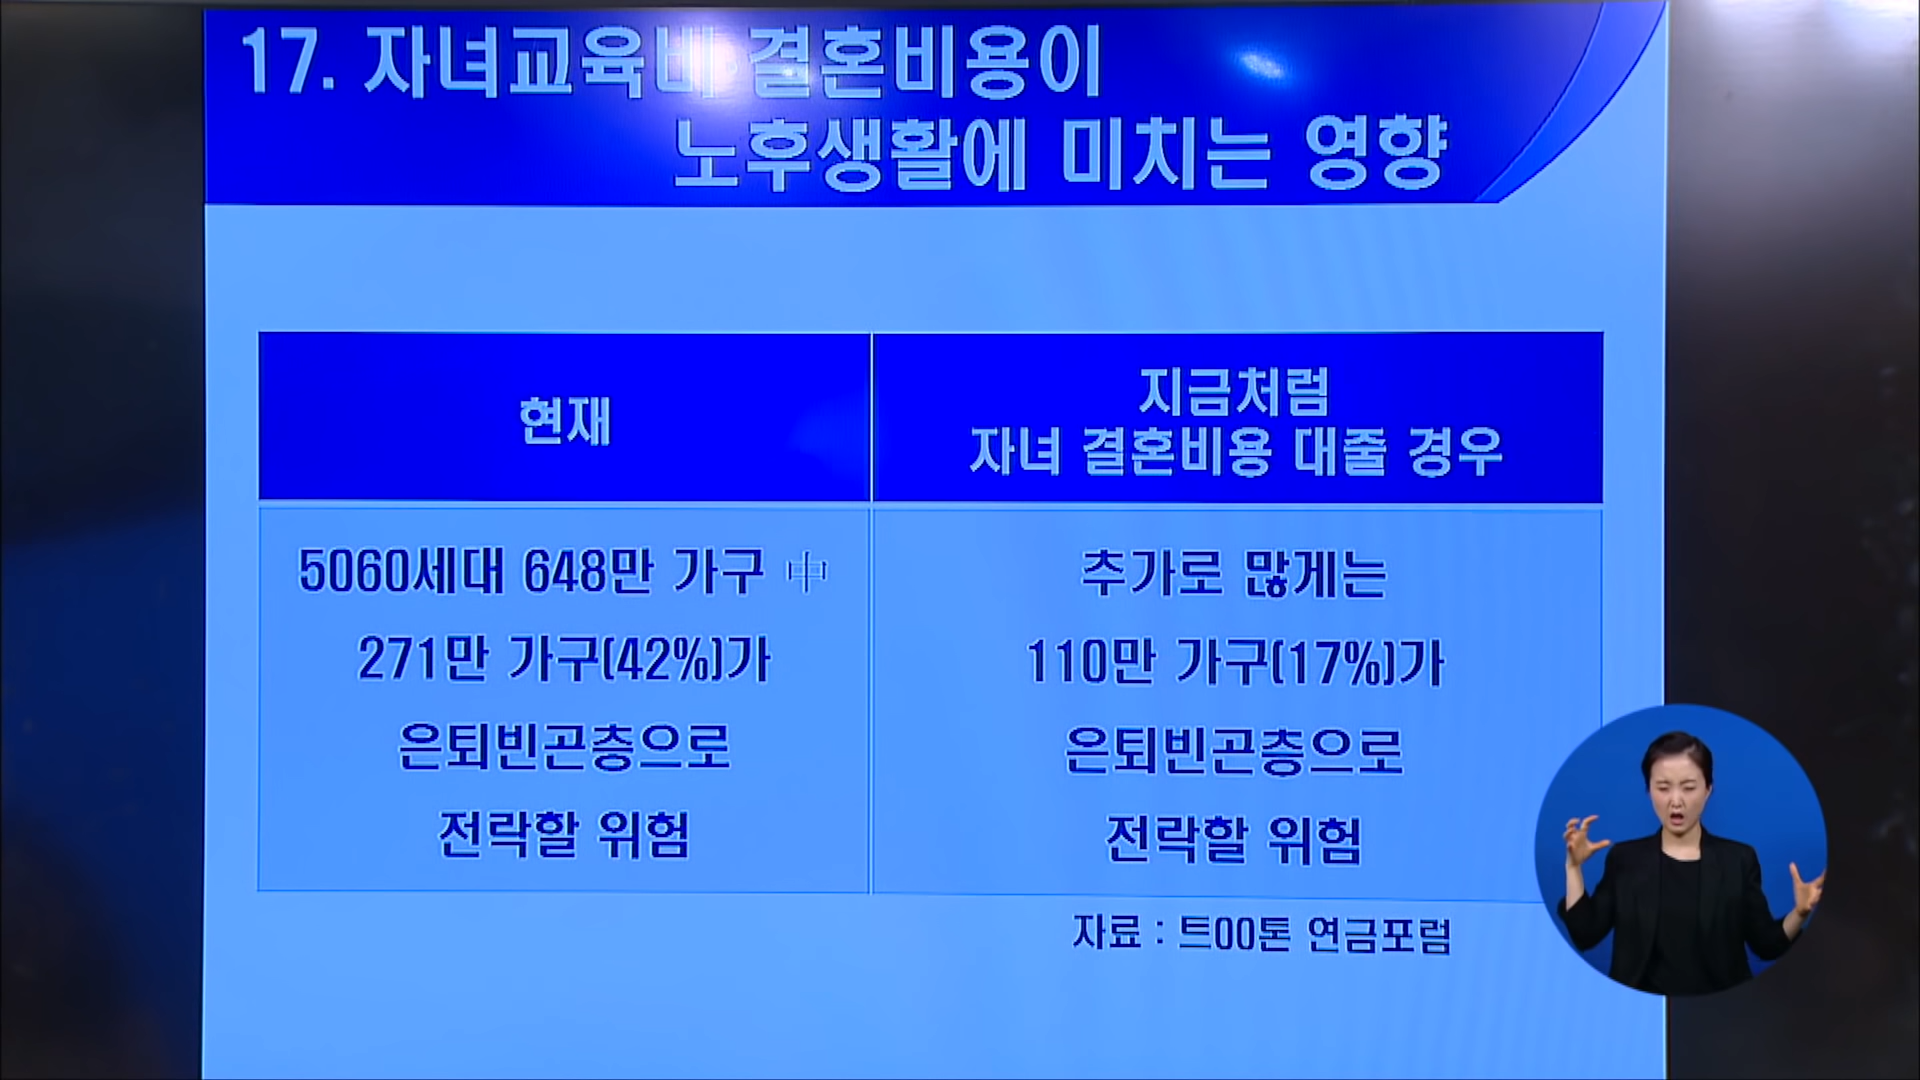 17. 자녀교육비·결혼비용이
노후생활에 미치는 영향
현재
지금처럼
자녀 결혼비용 대줄 경우
5060세대 648만 가구 中
271만 가구(42%)가
은퇴빈곤층으로
전락할 위험
추가로 많게는
110만 가구(17%)가
은퇴빈곤층으로
전락할 위험
자료 : 트00톤 연금포럼